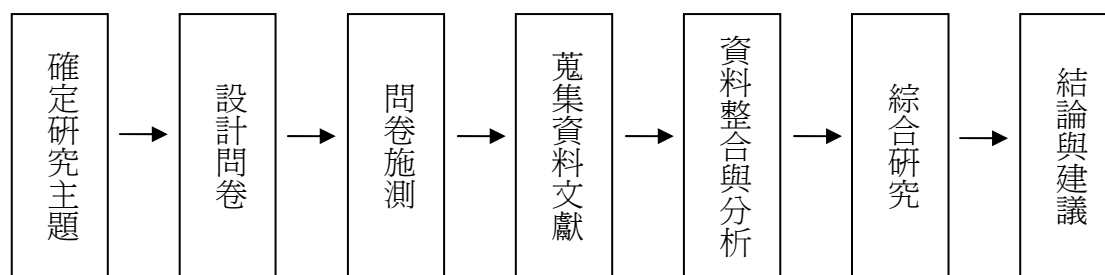 確定研究主題
設計問卷
問卷施測
蒐集資料文獻
資料整合與分析
綜合研究
結論與建議